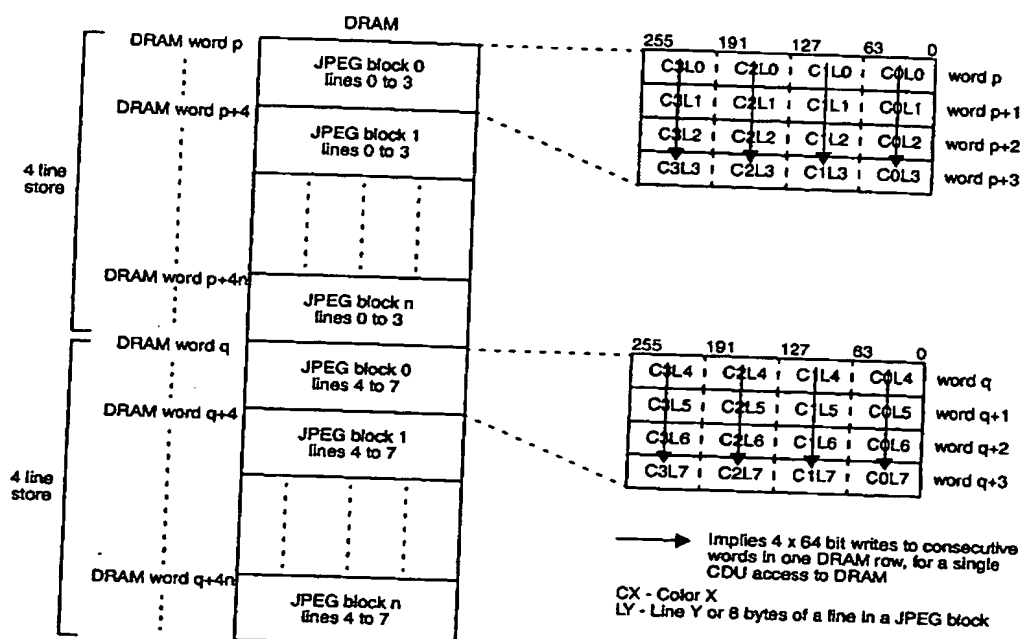 DRAM
DRAM word p
JPEG block 0
lines 0 to 3
DRAM word p+4
JPEG block 1
lines 0 to 3
4 line
store
DRAM word p+4n
JPEG block n
lines 0 to 3
DRAM word q
JPEG block 0
lines 4 to 7
DRAM word q+4
JPEG block 1
lines 4 to 7
4 line
store
DRAM word q+4n
JPEG block n
lines 4 to 7
255 191 127 63 0
C3L0 C2L0 C1L0 C0L0 word p
C3L1 C2L1 C1L1 C0L1 word p+1
C3L2 C2L2 C1L2 C0L2 word p+2
C3L3 C2L3 C1L3 C0L3 word p+3
255 191 127 63 0
C3L4 C2L4 C1L4 C0L4 word q
C3L5 C2L5 C1L5 C0L5 word q+1
C3L6 C2L6 C1L6 C0L6 word q+2
C3L7 C2L7 C1L7 C0L7 word q+3
Implies 4 x 64 bit writes to consecutive
words in one DRAM row, for a single
CDU access to DRAM
CX - Color X
LY - Line Y or 8 bytes of a line in a JPEG block